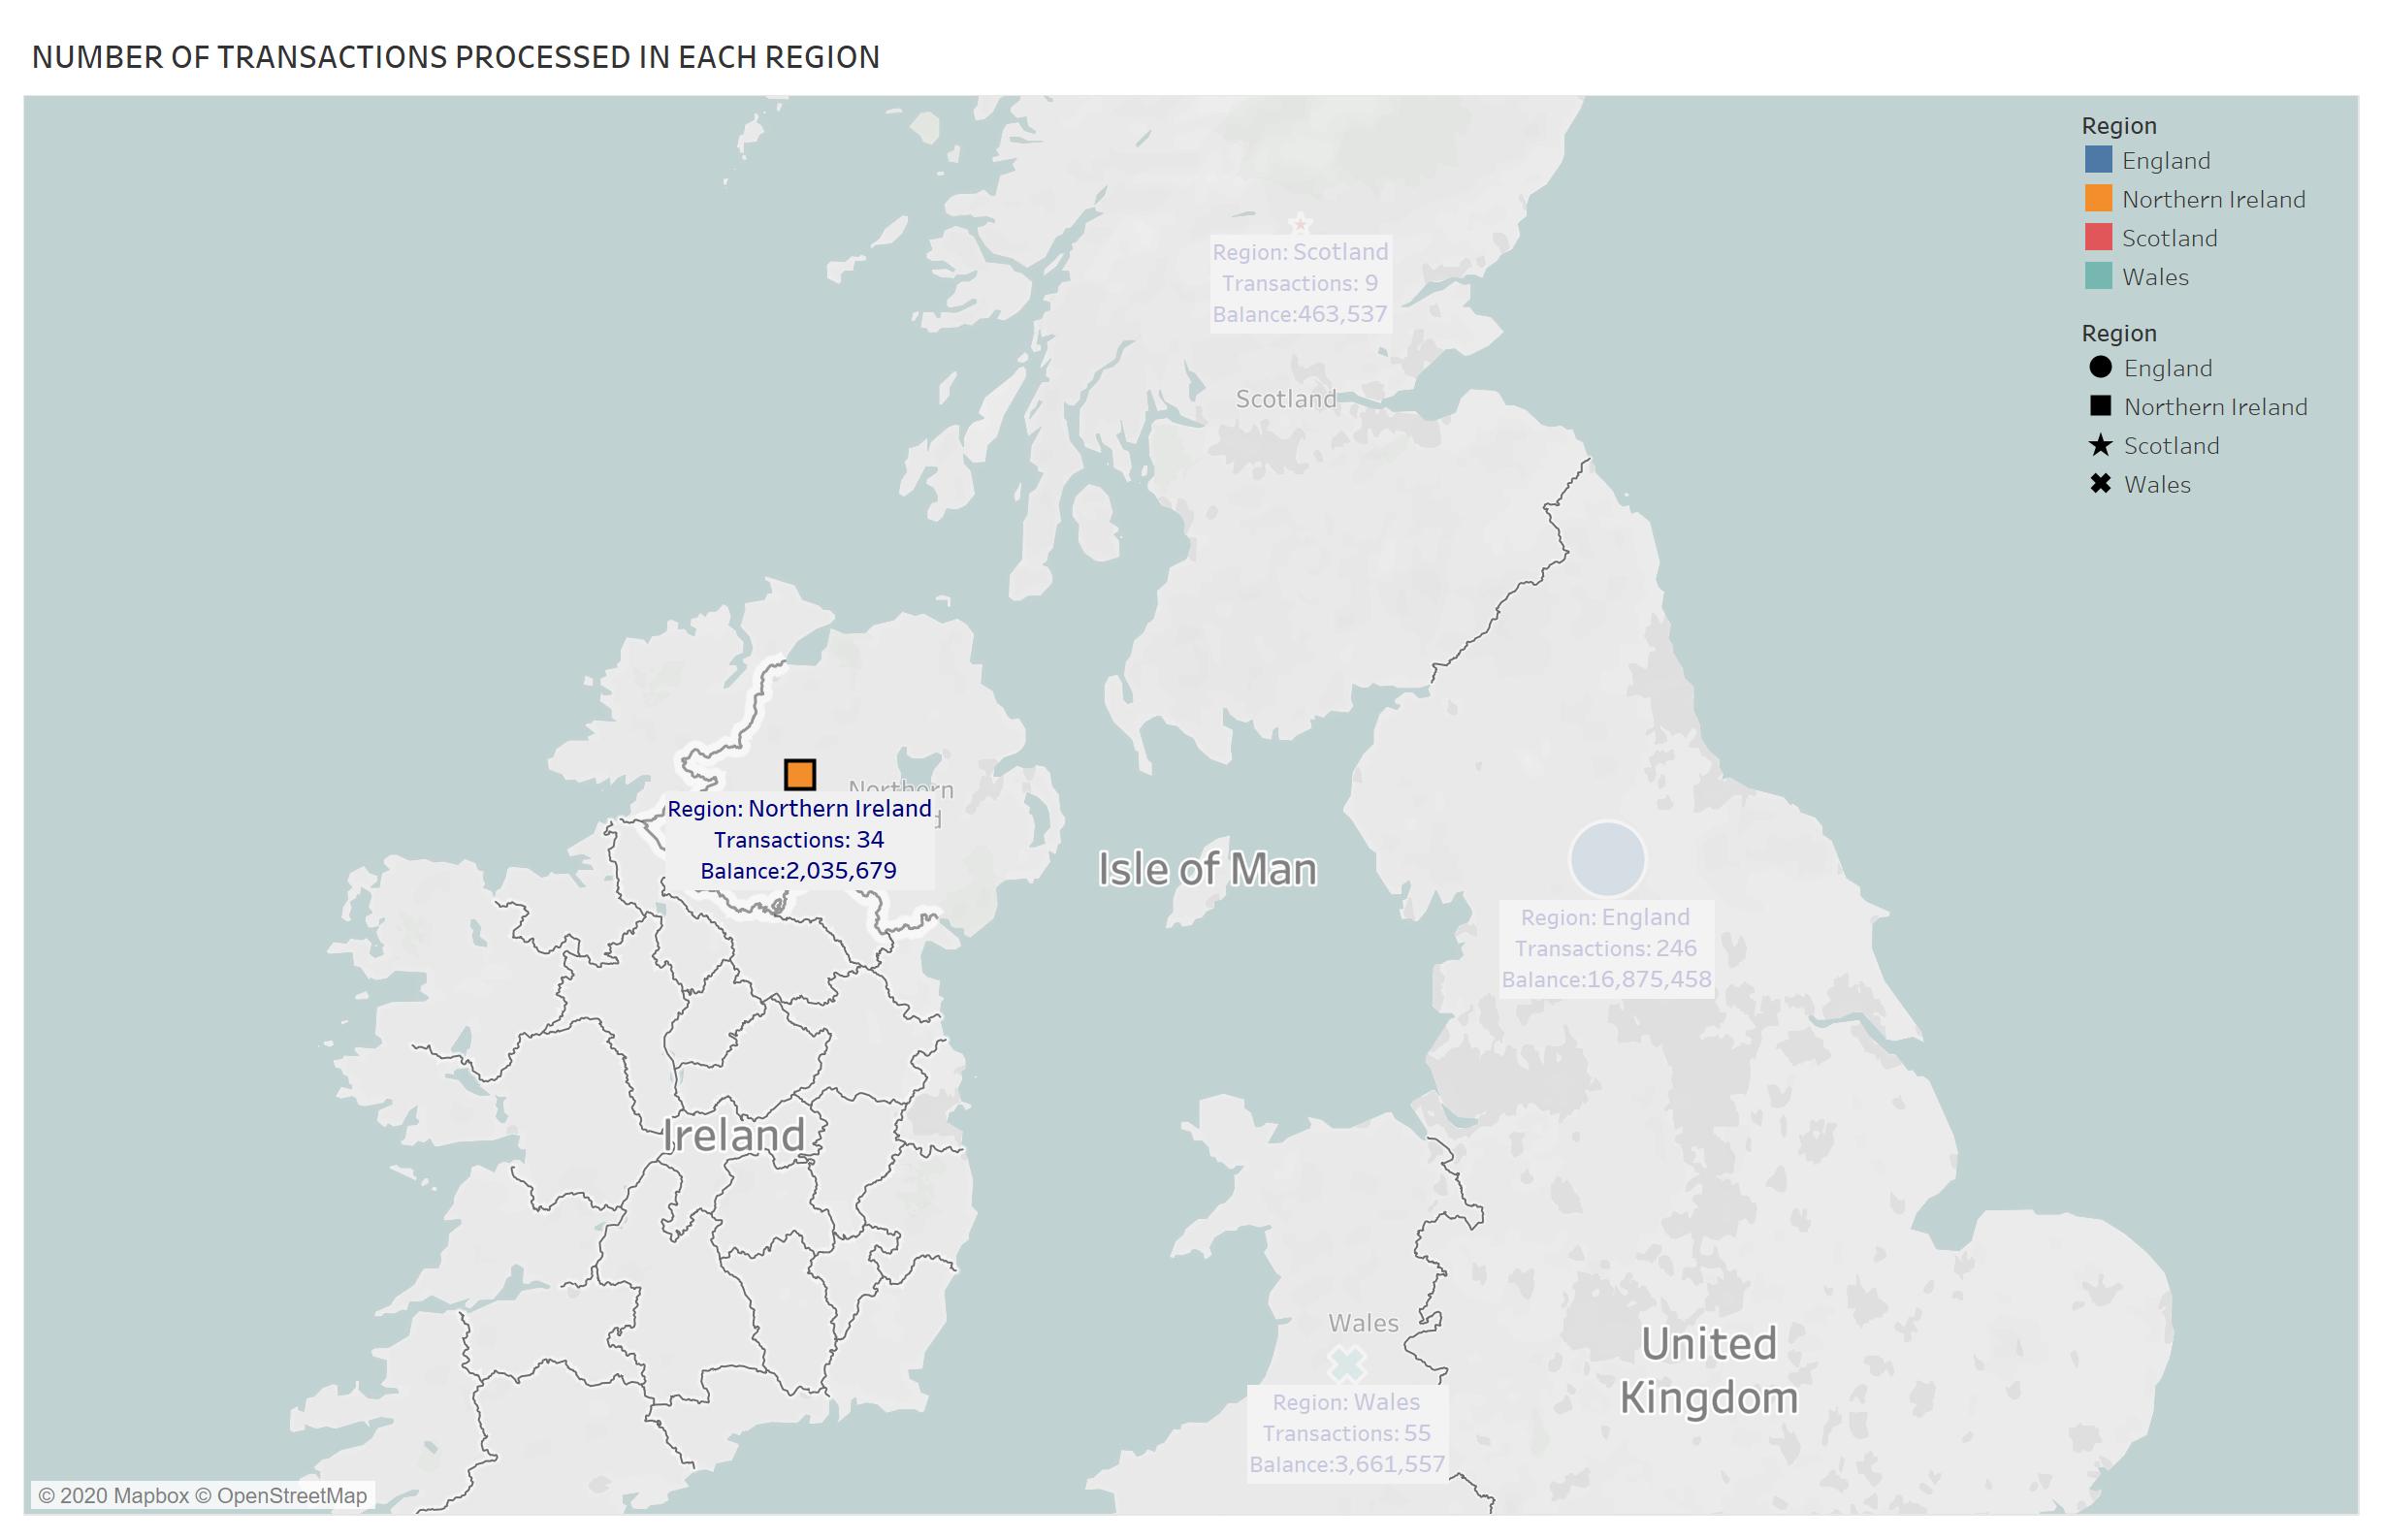 NUMBER OF TRANSACTIONS PROCESSED IN EACH REGION
Region
England
Northern Ireland
Scotland
Wales
Region
England
Northern Ireland
Scotland
Wales
Region: Scotland
Transactions: 9
Balance:463,537
Scotland
Northern
Region: Northern Ireland
Transactions: 34
Balance:2,035,679
Isle of Man
Region: England
Transactions: 246
Balance:16,875,458
Ireland
Wales
United
Kingdom
Region: Wales
Transactions: 55
Balance:3,661,557
© 2020 Mapbox © OpenStreetMap